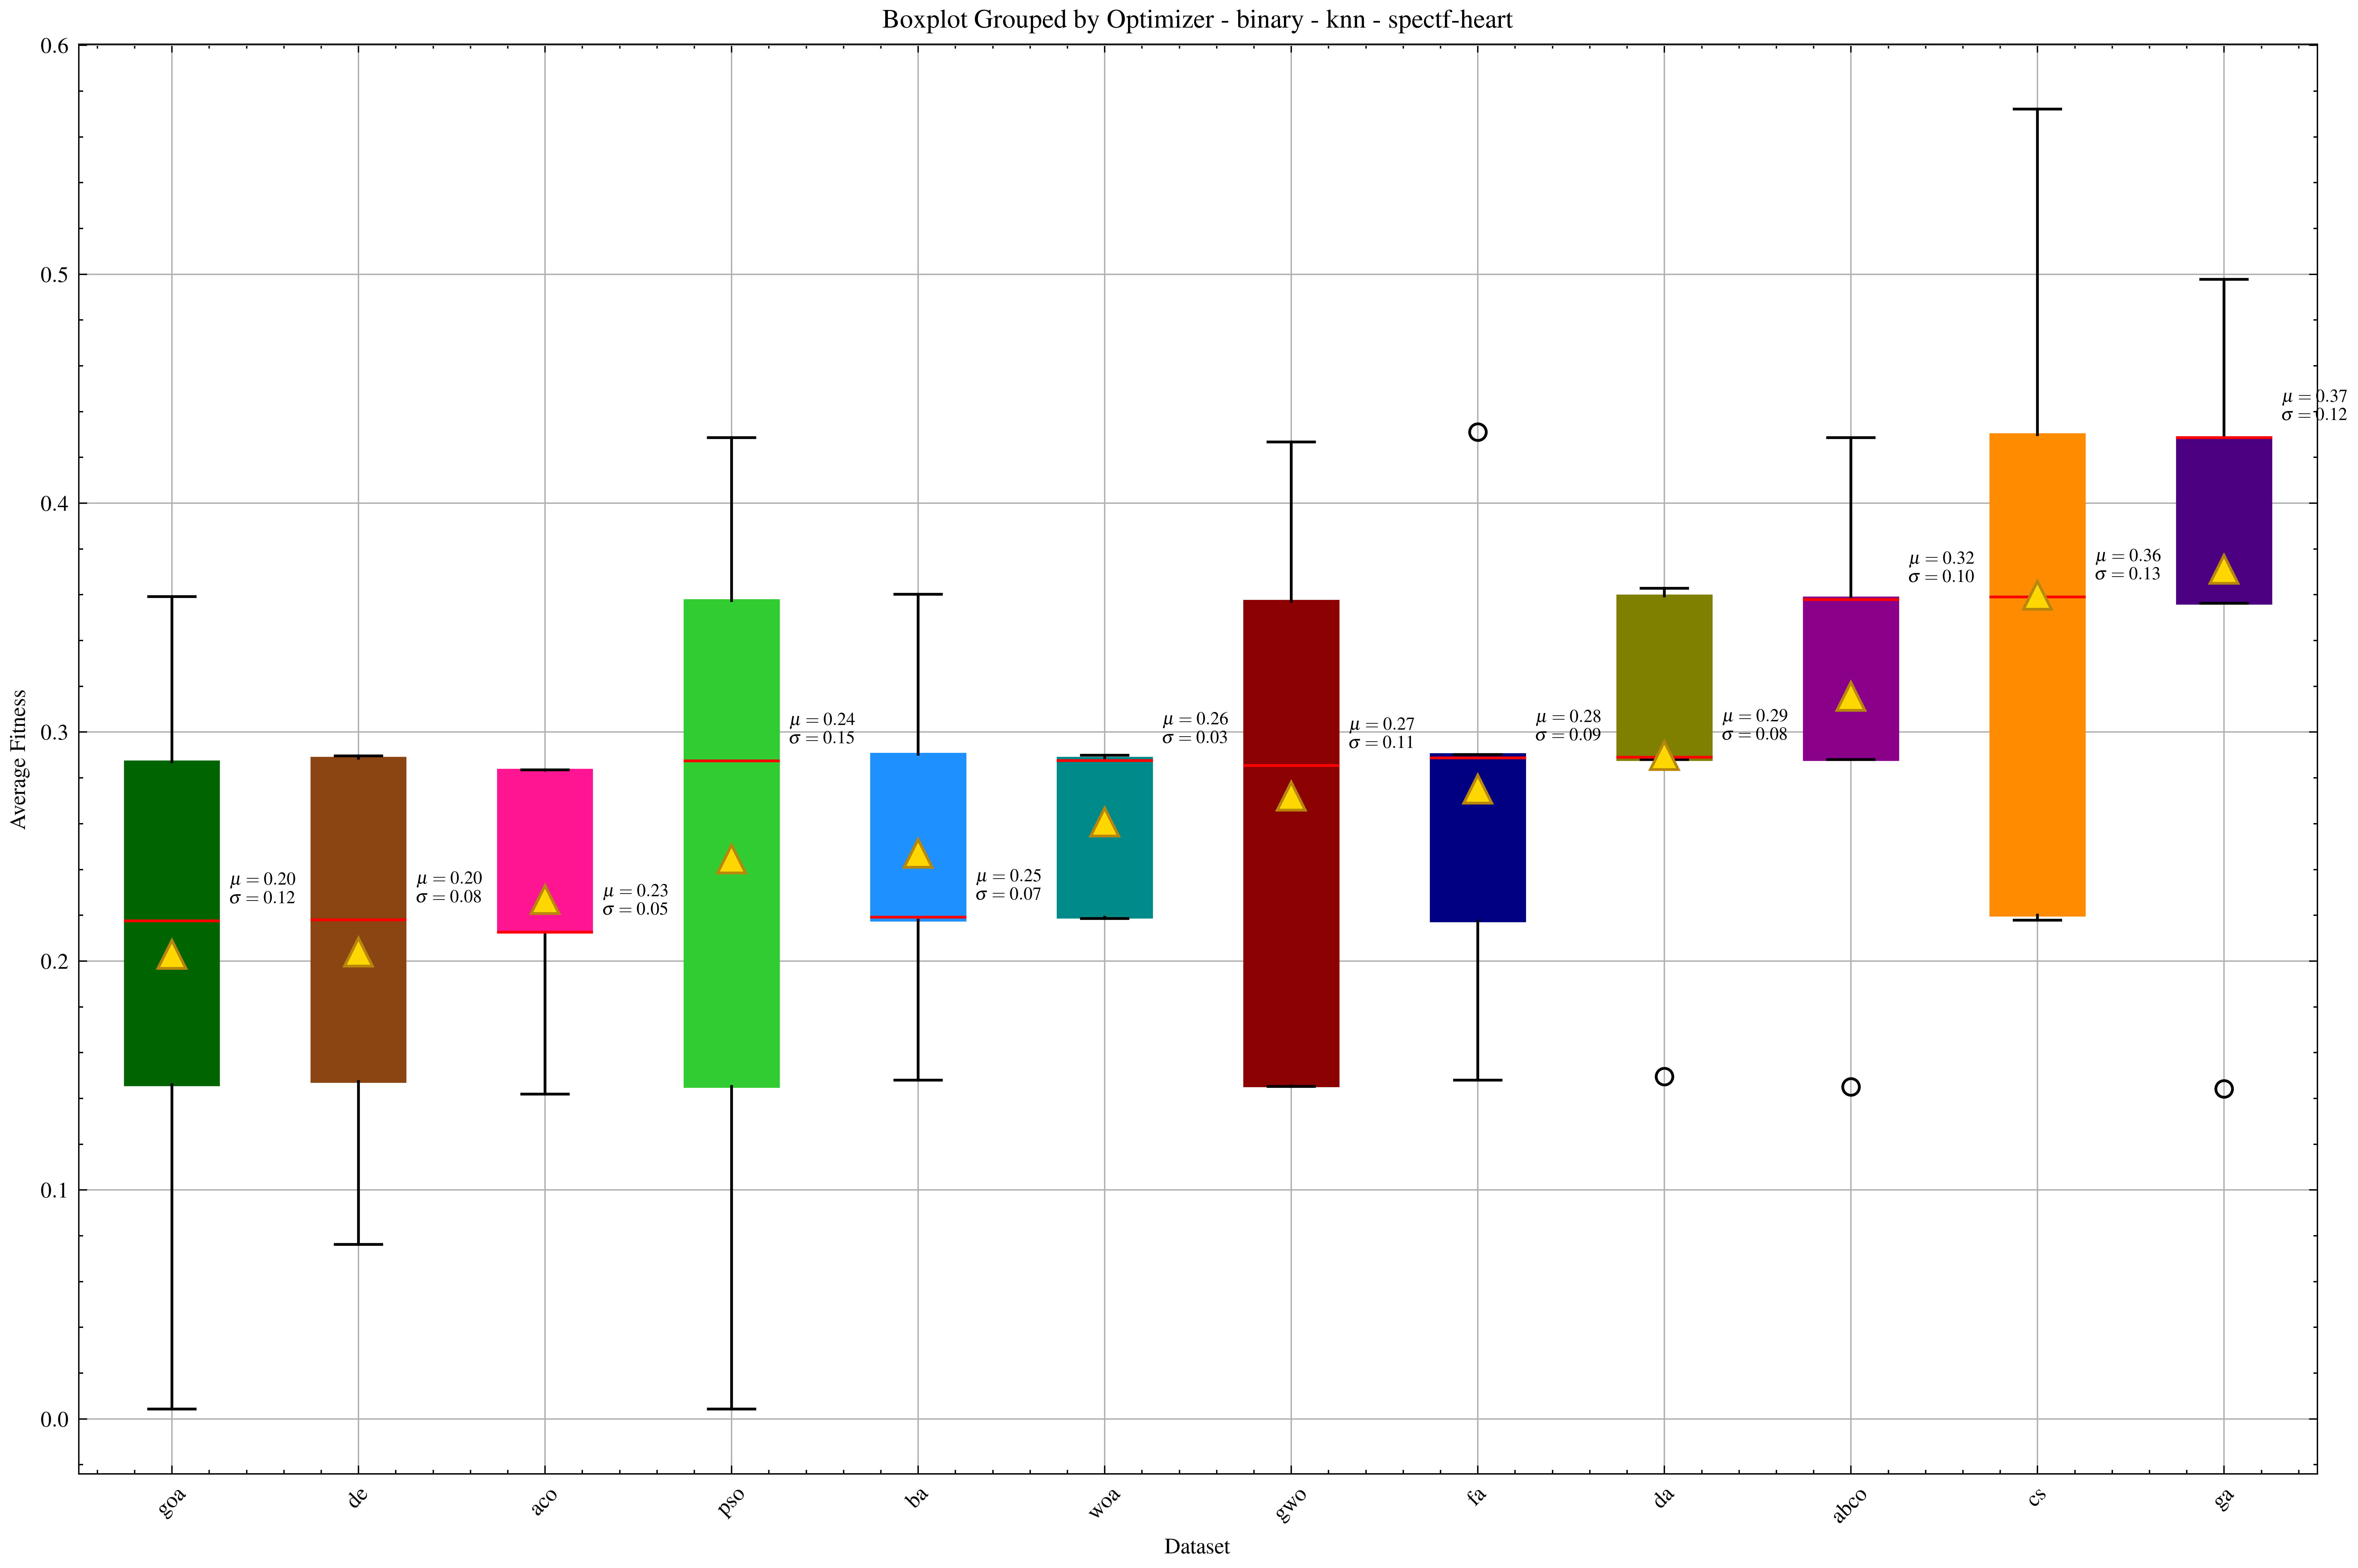 Boxplot Grouped by Optimizer - binary - knn - spectf-heart
Average Fitness
0.6
0.5
0.4
0.3
0.2
0.1
0.0
μ = 0.20
σ = 0.12
μ = 0.20
σ = 0.08
μ = 0.23
σ = 0.05
μ = 0.24
σ = 0.15
μ = 0.25
σ = 0.07
μ = 0.26
σ = 0.03
μ = 0.27
σ = 0.11
μ = 0.28
σ = 0.09
μ = 0.29
σ = 0.08
μ = 0.32
σ = 0.10
μ = 0.36
σ = 0.13
μ = 0.37
σ = 0.12
goa
de
aco
pso
ba
woa
gwo
fa
da
abco
cs
ga
Dataset